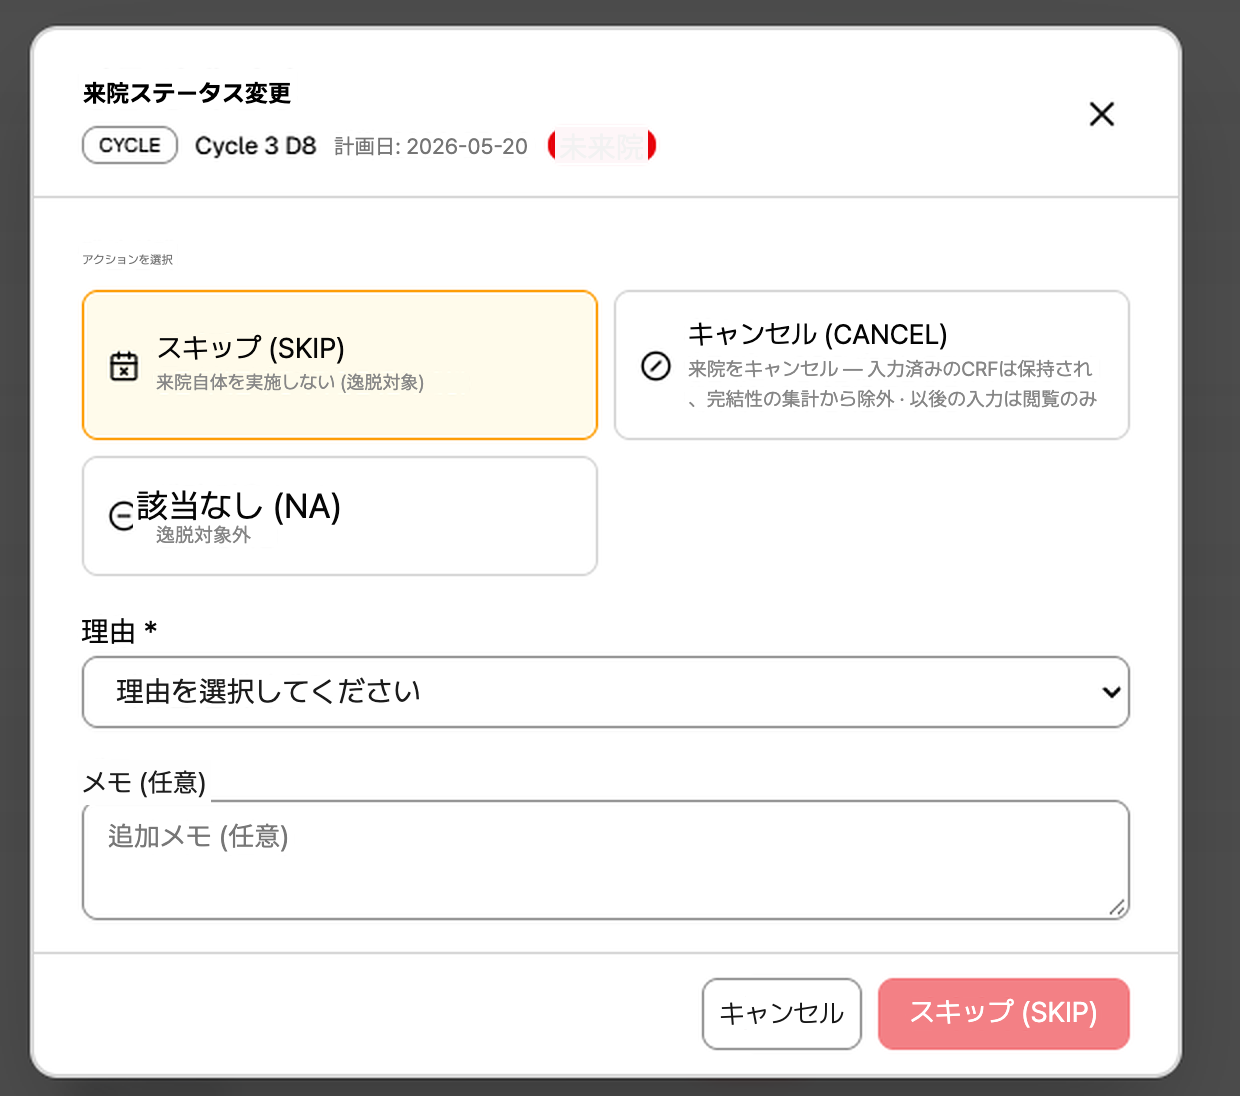 来院ステータス変更
CYCLE Cycle 3 D8 計画日: 2026-05-20 未来院
アクションを選択
スキップ (SKIP)
来院自体を実施しない (逸脱対象)
キャンセル (CANCEL)
来院をキャンセル — 入力済みのCRFは保持され
、完結性の集計から除外 · 以後の入力は閲覧のみ
該当なし (NA)
逸脱対象外
理由 *
理由を選択してください
メモ (任意)
追加メモ (任意)
キャンセル
スキップ (SKIP)